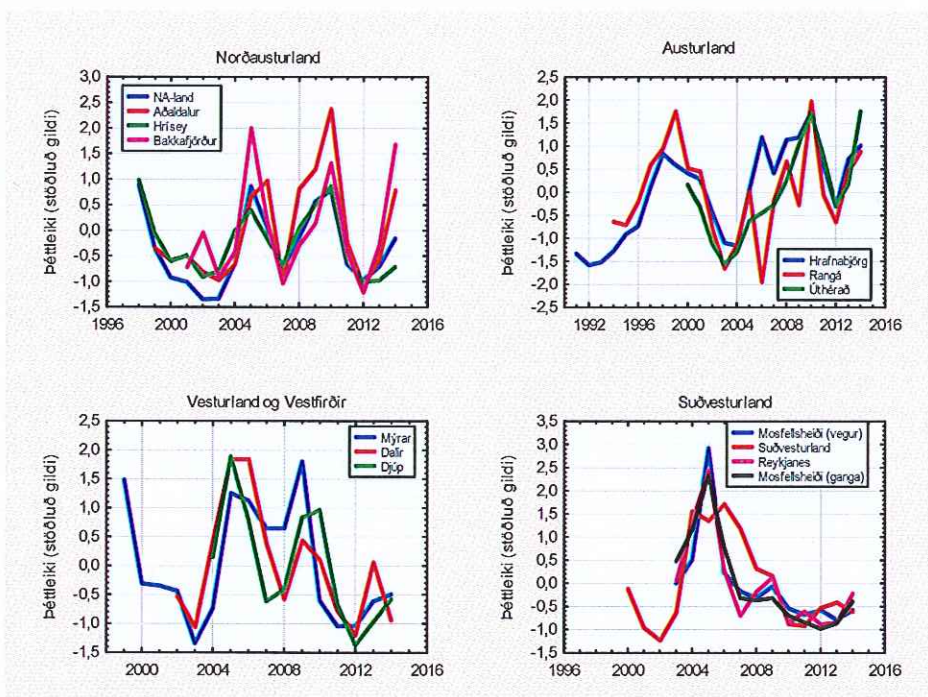 Norðausturland
Þéttleiki (stöðluð gildi)
3,0
2,5
2,0
1,5
1,0
0,5
0,0
-0,5
-1,0
-1,5
NA-land
Aðaldalur
Hrísey
Bakkafjörður
1996 2000 2004 2008 2012 2016
Austurland
Þéttleiki (stöðluð gildi)
2,5
2,0
1,5
1,0
0,5
0,0
-0,5
-1,0
-1,5
-2,0
-2,5
Hrafnabjörg
Rangá
Úthérað
1992 1996 2000 2004 2008 2012 2016
Vesturland og Vestfirðir
Þéttleiki (stöðluð gildi)
2,5
2,0
1,5
1,0
0,5
0,0
-0,5
-1,0
-1,5
Mýrar
Dalir
Djúp
2000 2004 2008 2012 2016
Suðvesturland
Þéttleiki (stöðluð gildi)
3,5
3,0
2,5
2,0
1,5
1,0
0,5
0,0
-0,5
-1,0
-1,5
Mosfellsheiði (vegur)
Suðvesturland
Reykjanes
Mosfellsheiði (ganga)
1996 2000 2004 2008 2012 2016